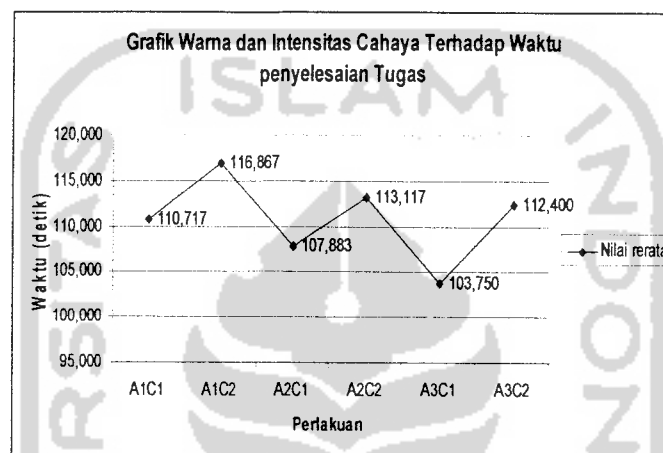 Grafik Warna dan Intensitas Cahaya Terhadap Waktu
penyelesaian Tugas
ISLAM
120,000
115,000
110,000
105,000
100,000
95,000
Waktu (detik)
110,717
116,867
107,883
113,117
103,750
112,400
Nilai rerata
A1C1 A1C2 A2C1 A2C2 A3C1 A3C2
Perlakuan
RSITAS
INDON